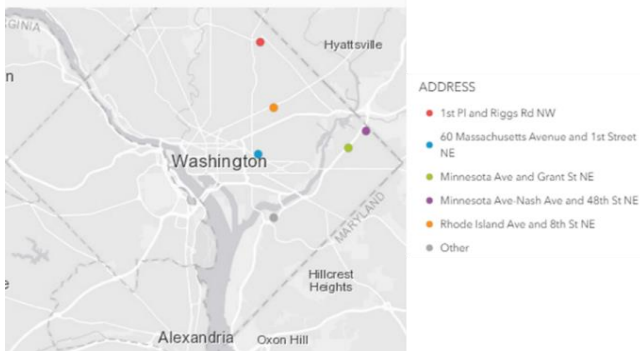 VIRGINIA
Hyattsville
n
Washington
MARYLAND
Hillcrest
Heights
e
Alexandria
Oxon Hill
ADDRESS
1st Pl and Riggs Rd NW
60 Massachusetts Avenue and 1st Street
NE
Minnesota Ave and Grant St NE
Minnesota Ave-Nash Ave and 48th St NE
Rhode Island Ave and 8th St NE
Other